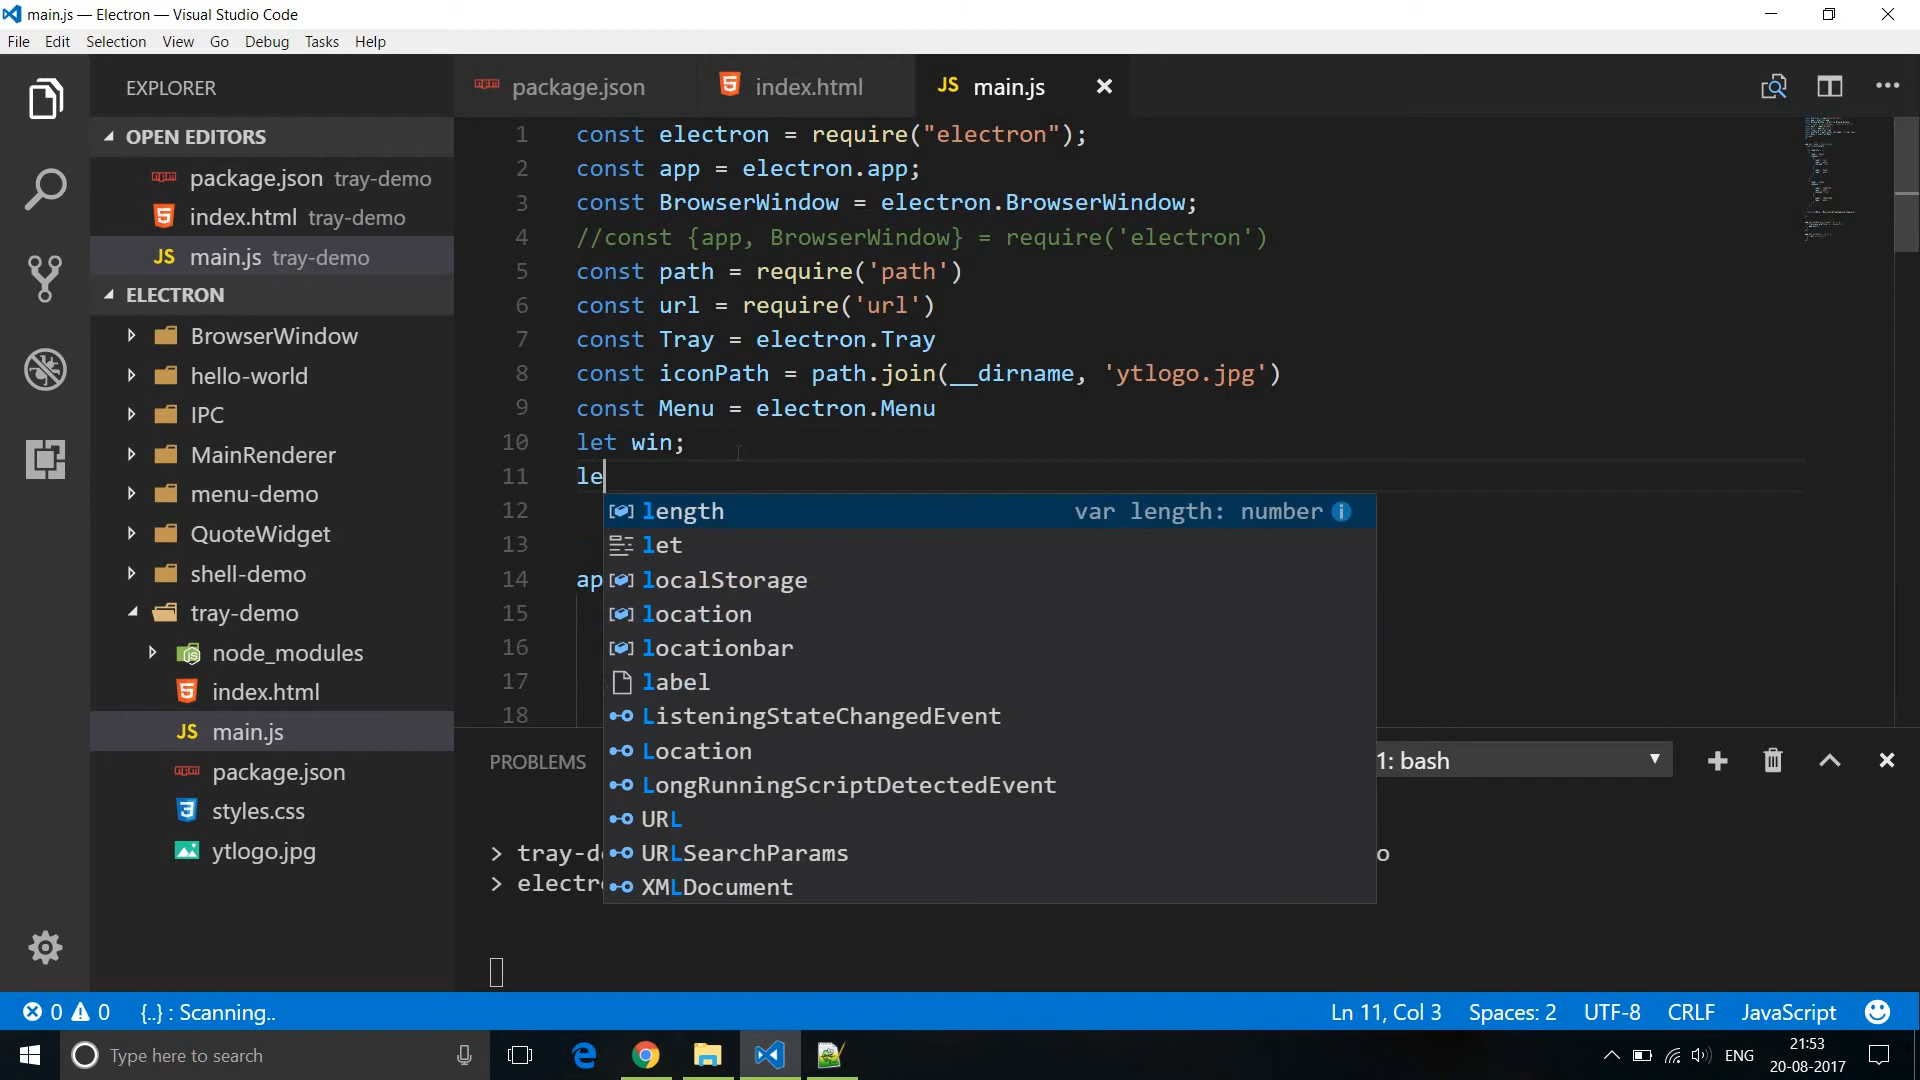 main.js — Electron — Visual Studio Code
File Edit Selection View Go Debug Tasks Help
EXPLORER
OPEN EDITORS
package.json tray-demo
index.html tray-demo
JS main.js tray-demo
ELECTRON
BrowserWindow
hello-world
IPC
MainRenderer
menu-demo
QuoteWidget
shell-demo
tray-demo
node_modules
index.html
JS main.js
package.json
styles.css
ytlogo.jpg
package.json index.html JS main.js
1 const electron = require("electron");
2 const app = electron.app;
3 const BrowserWindow = electron.BrowserWindow;
4 //const {app, BrowserWindow} = require('electron')
5 const path = require('path')
6 const url = require('url')
7 const Tray = electron.Tray
8 const iconPath = path.join(__dirname, 'ytlogo.jpg')
9 const Menu = electron.Menu
10 let win;
11 le
12
13
14 ap
15
16
17
18
length var length: number
let
localStorage
location
locationbar
label
ListeningStateChangedEvent
Location
LongRunningScriptDetectedEvent
URL
URLSearchParams
XMLDocument
PROBLEMS 1: bash
> tray-d o
> electr
0 0 {..} : Scanning.. Ln 11, Col 3 Spaces: 2 UTF-8 CRLF JavaScript
Type here to search ENG 21:53
20-08-2017